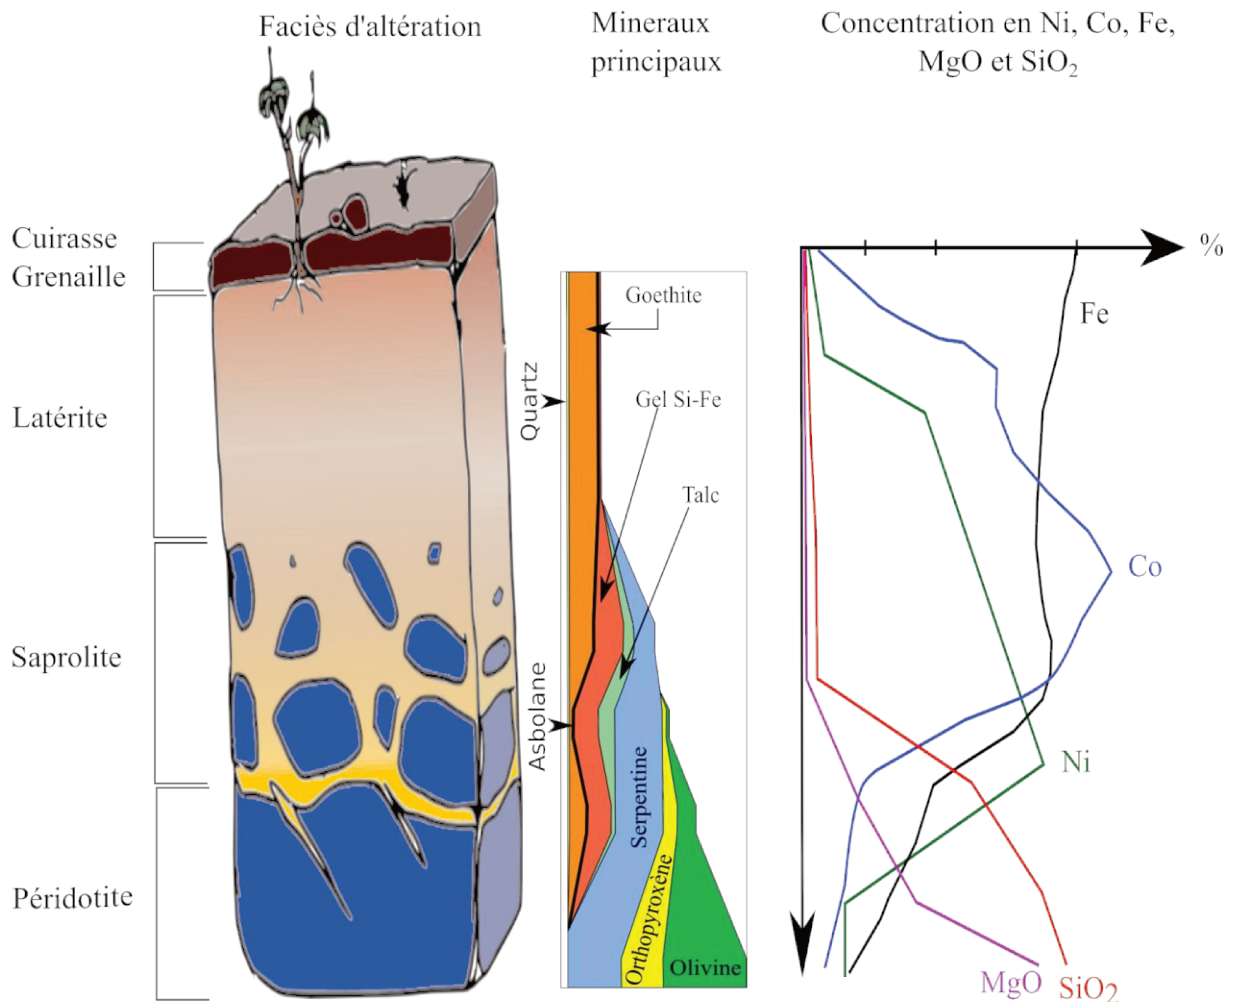 Faciès d'altération
Mineraux
principaux
Concentration en Ni, Co, Fe,
MgO et SiO₂
Cuirasse
Grenaille
Latérite
Saprolite
Péridotite
Quartz
Asbolane
Goethite
Gel Si-Fe
Talc
Serpentine
Orthopyroxène
Olivine
%
Fe
Co
Ni
MgO
SiO₂